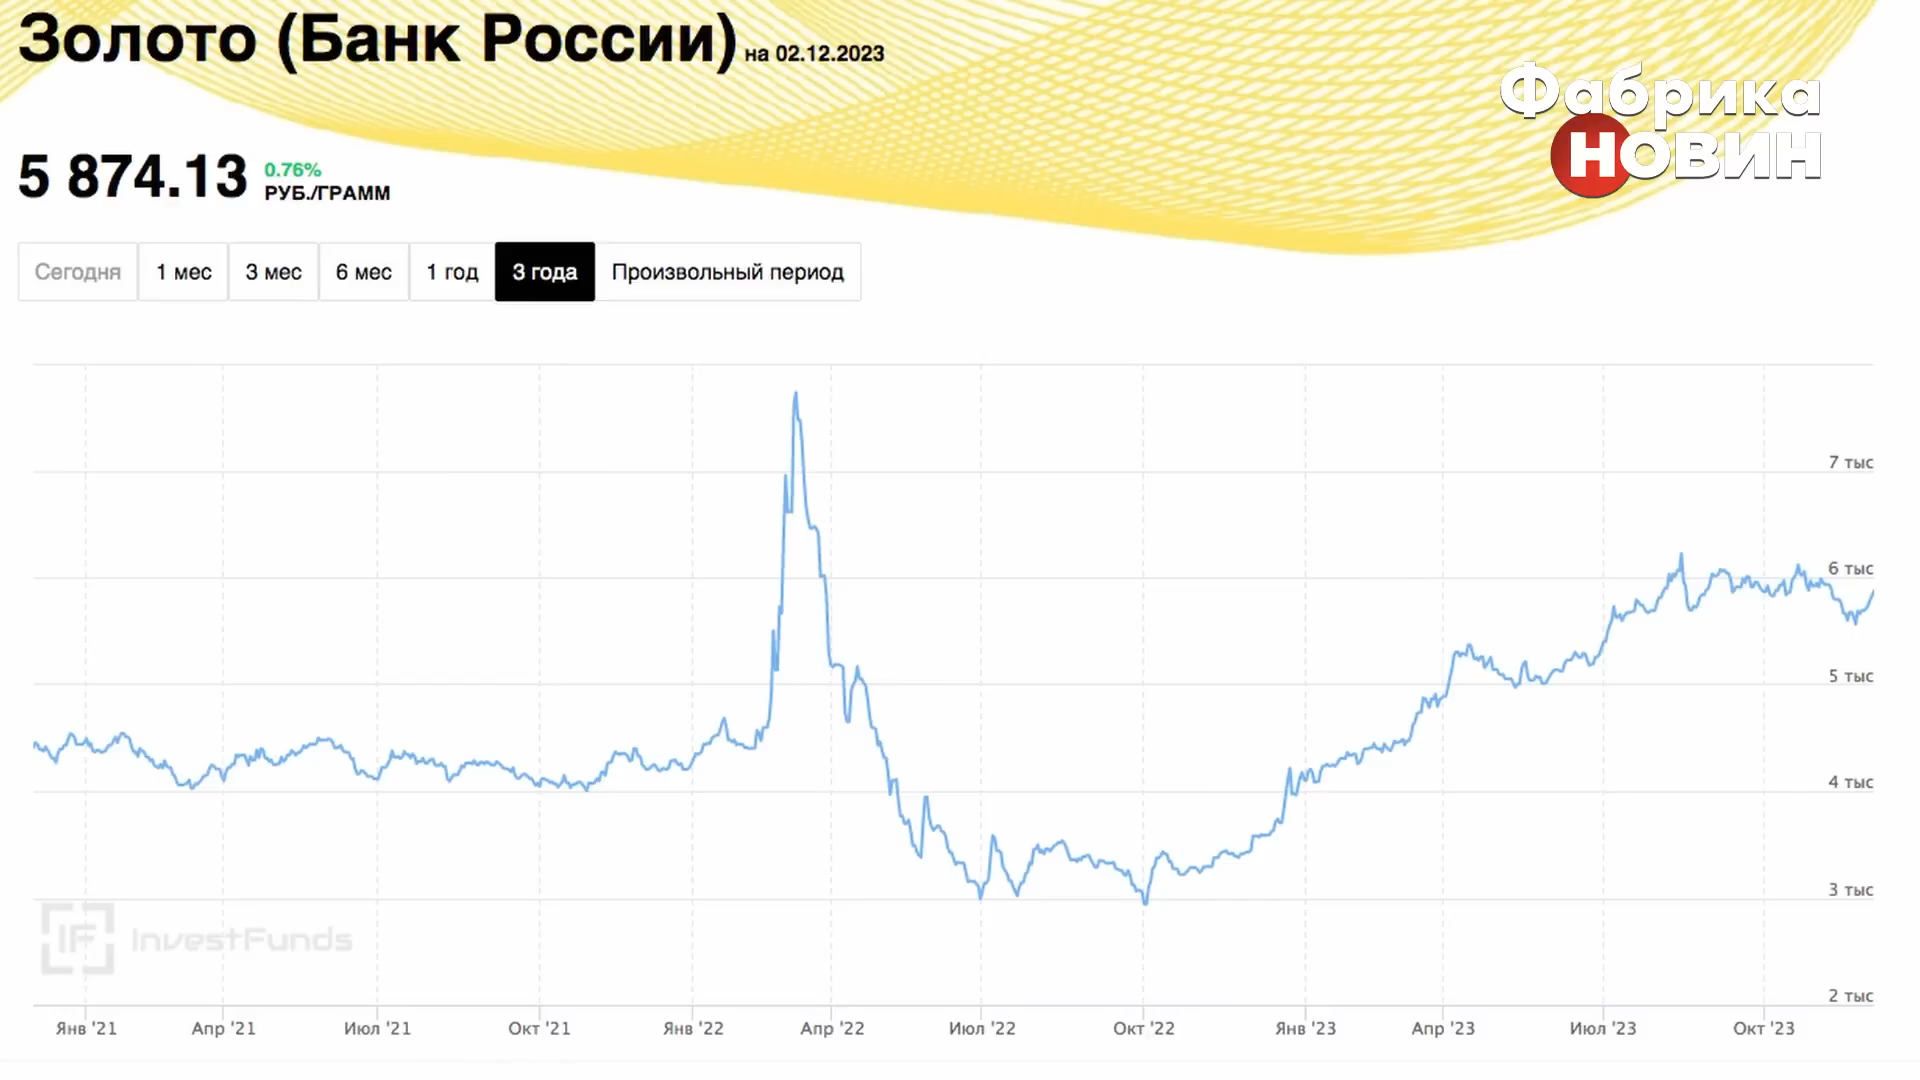 Золото (Банк России) на 02.12.2023
Фабрика
новин
5 874.13 0.76%
РУБ./ГРАММ
Сегодня 1 мес 3 мес 6 мес 1 год 3 года Произвольный период
7 тыс
6 тыс
5 тыс
4 тыс
3 тыс
IF InvestFunds
2 тыс
Янв '21 Апр '21 Июл '21 Окт '21 Янв '22 Апр '22 Июл '22 Окт '22 Янв '23 Апр '23 Июл '23 Окт '23